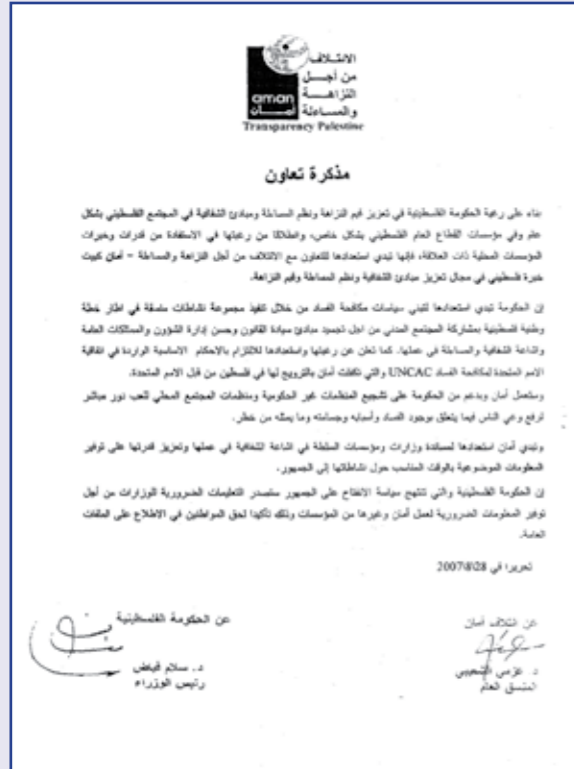 الائتلاف
من أجل
النزاهة
والمساءلة
aman
أمان
Transparency Palestine
مذكرة تعاون
بناء على رغبة الحكومة الفلسطينية في تعزيز قيم النزاهة ونظم المساءلة ومبادئ الشفافية في المجتمع الفلسطيني بشكل
عام وفي مؤسسات القطاع العام الفلسطيني بشكل خاص، وانطلاقا من رغبتها في الاستفادة من قدرات وخبرات
المؤسسات المحلية ذات العلاقة، فإنها تبدي استعدادها للتعاون مع الائتلاف من أجل النزاهة والمساءلة - أمان كبيت
خبرة فلسطيني في مجال تعزيز مبادئ الشفافية ونظم المساءلة وقيم النزاهة.
إن الحكومة تبدي استعدادها لتبني سياسات مكافحة الفساد من خلال تنفيذ مجموعة نشاطات منسقة في اطار خطة
وطنية فلسطينية بمشاركة المجتمع المدني من اجل تجسيد مبادئ سيادة القانون وحسن إدارة الشؤون والممتلكات العامة
واشاعة الشفافية والمساءلة في عملها. كما تعلن عن رغبتها واستعدادها للالتزام بالاحكام الاساسية الواردة في اتفاقية
الامم المتحدة لمكافحة الفساد UNCAC والتي تكفلت أمان بالترويج لها في فلسطين من قبل الامم المتحدة.
وستعمل أمان وبدعم من الحكومة على تشجيع المنظمات غير الحكومية ومنظمات المجتمع المحلي للعب دور مباشر
لرفع وعي الناس فيما يتعلق بوجود الفساد وأسبابه وجسامته وما يمثله من خطر.
وتبدي أمان استعدادها لمساندة وزارات ومؤسسات السلطة في اشاعة الشفافية في عملها وتعزيز قدرتها على توفير
المعلومات الموضوعية بالوقت المناسب حول نشاطاتها إلى الجمهور.
إن الحكومة الفلسطينية والتي تنتهج سياسة الانفتاح على الجمهور ستصدر التعليمات الضرورية للوزارات من أجل
توفير المعلومات الضرورية لعمل أمان وغيرها من المؤسسات وذلك تأكيدا لحق المواطنين في الاطلاع على الملفات
العامة.
تحريرا في 2007/8/28
عن الحكومة الفلسطينية
د. سلام فياض
رئيس الوزراء
عن ائتلاف أمان
د. عزمي الشعيبي
المنسق العام